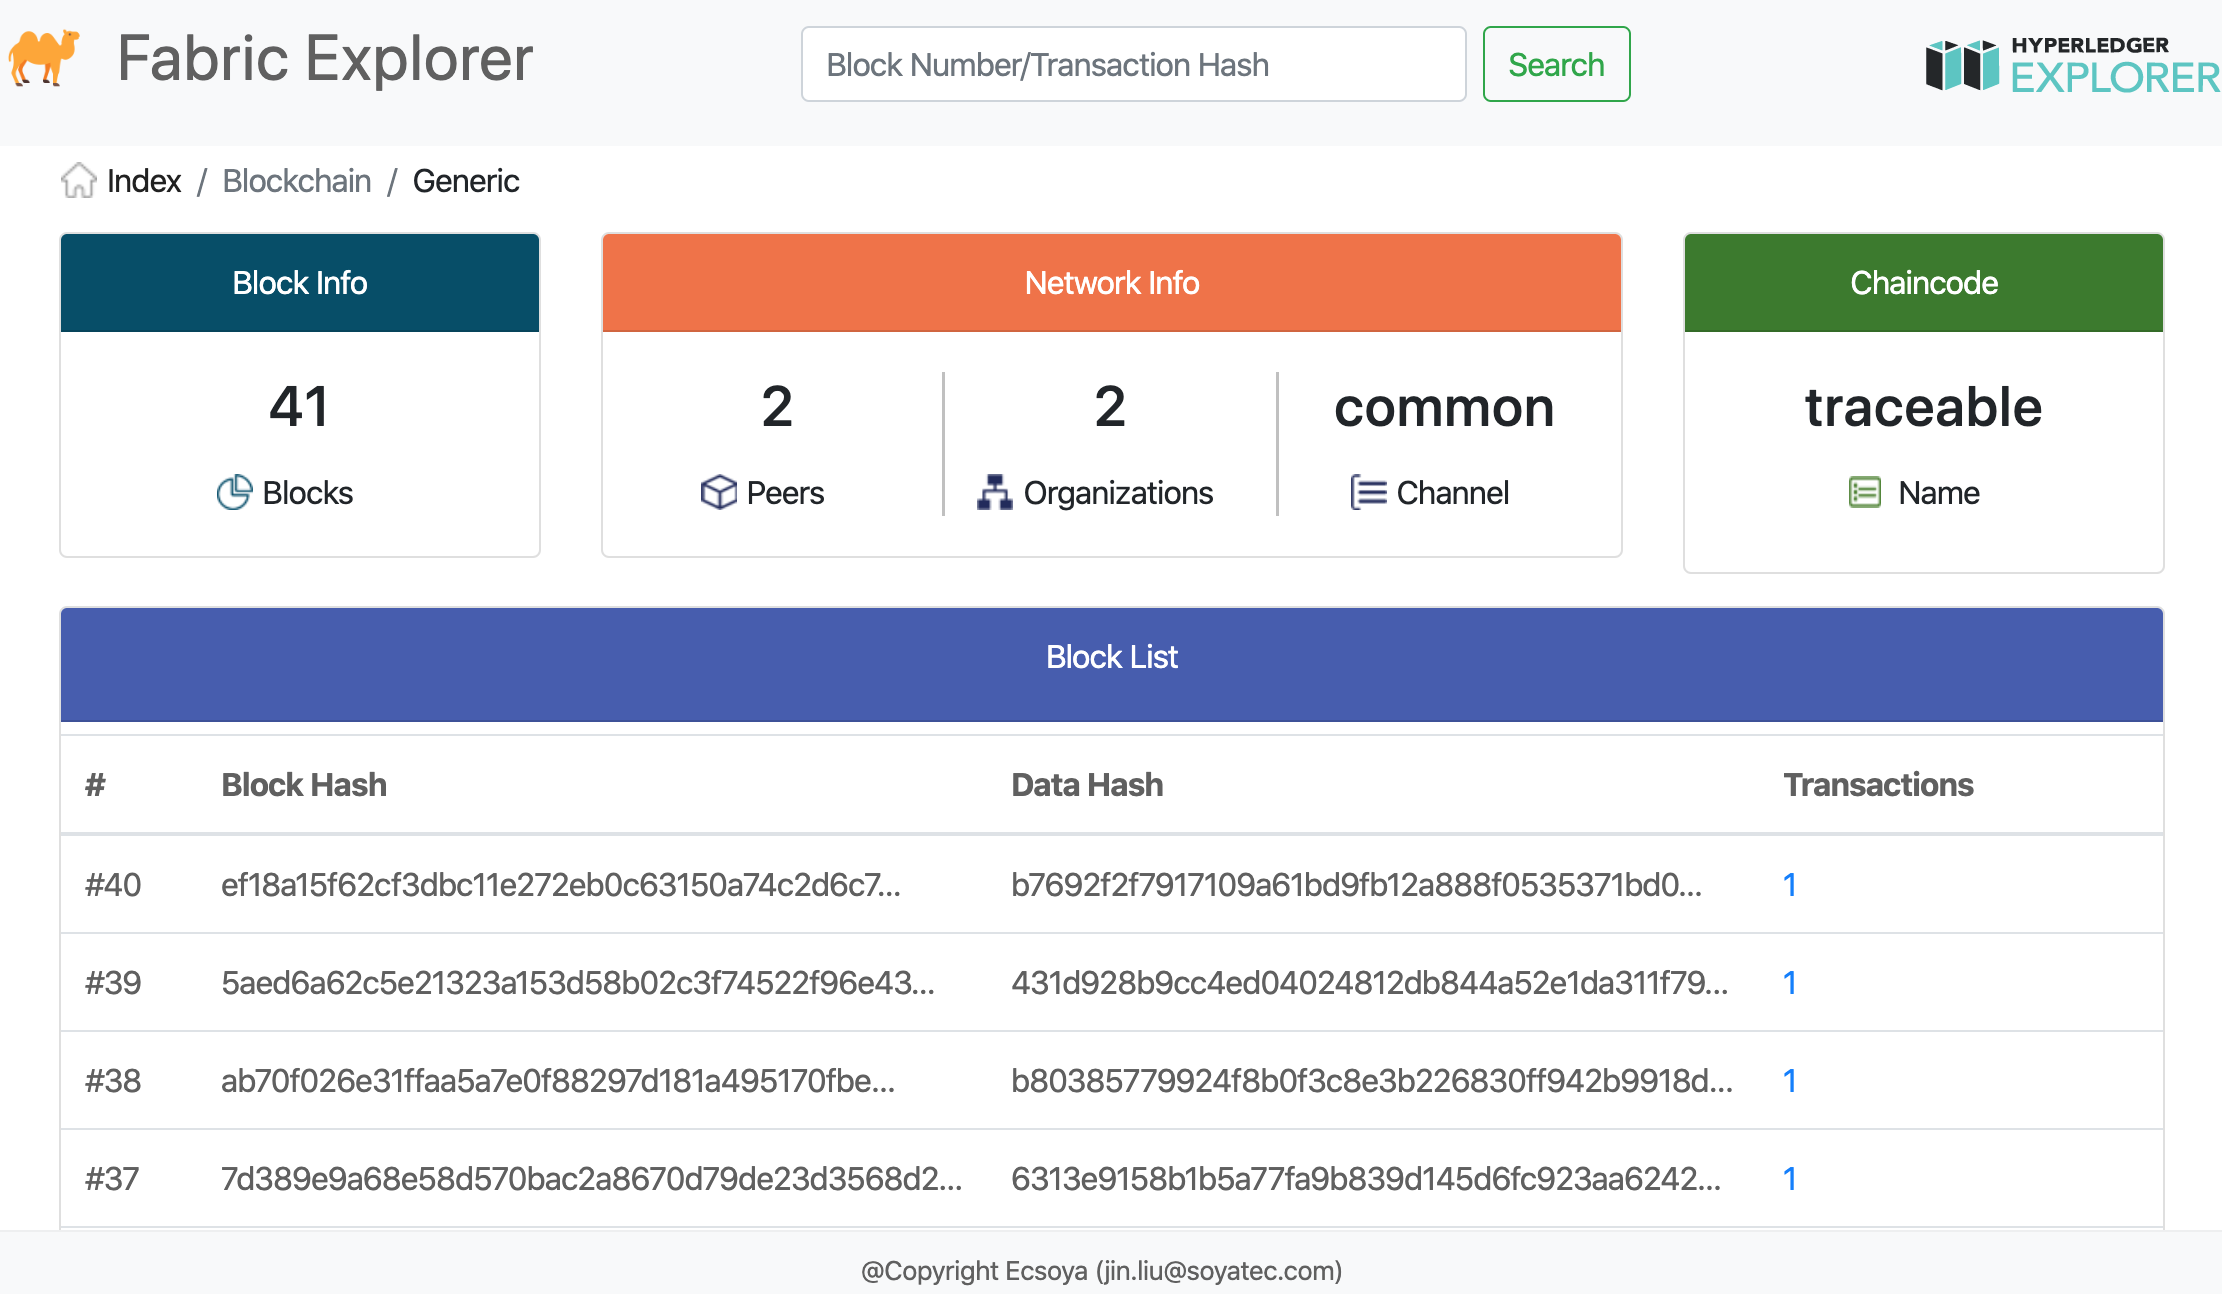 Fabric Explorer
Block Number/Transaction Hash
Search
HYPERLEDGER
EXPLORER
Index / Blockchain / Generic
Block Info
41
Blocks
Network Info
2
Peers
2
Organizations
common
Channel
Chaincode
traceable
Name
Block List
# Block Hash Data Hash Transactions
#40 ef18a15f62cf3dbc11e272eb0c63150a74c2d6c7... b7692f2f7917109a61bd9fb12a888f0535371bd0... 1
#39 5aed6a62c5e21323a153d58b02c3f74522f96e43... 431d928b9cc4ed04024812db844a52e1da311f79... 1
#38 ab70f026e31ffaa5a7e0f88297d181a495170fbe... b80385779924f8b0f3c8e3b226830ff942b9918d... 1
#37 7d389e9a68e58d570bac2a8670d79de23d3568d2... 6313e9158b1b5a77fa9b839d145d6fc923aa6242... 1
@Copyright Ecsoya (jin.liu@soyatec.com)